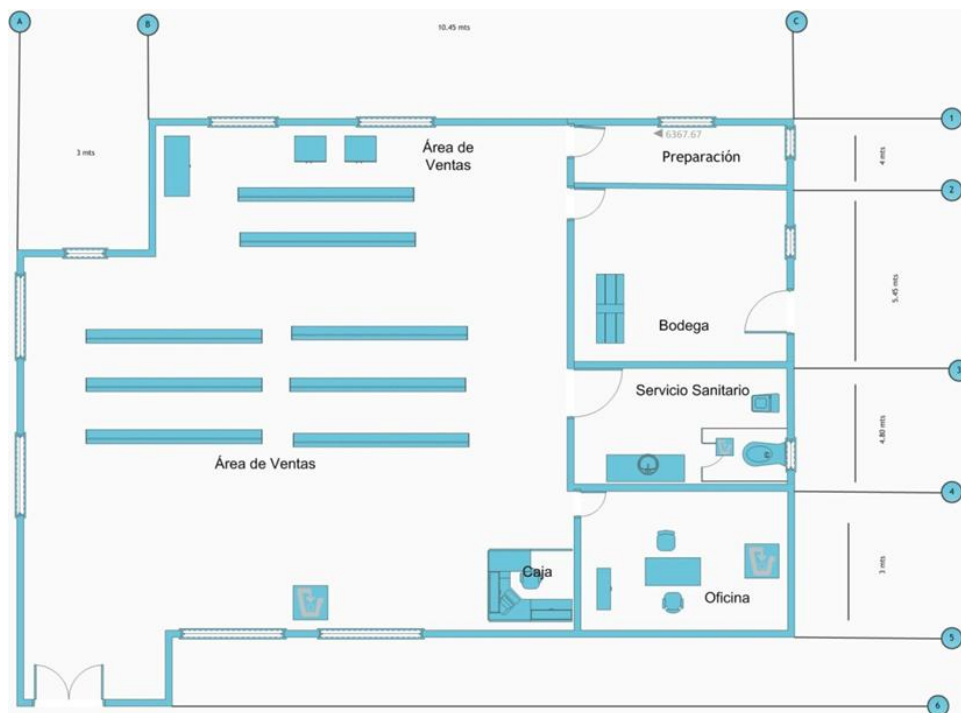 A
B
C
10.45 mts
1
◀ 6367.67
Área de
Ventas
Preparación
3 mts
4 mts
2
5.45 mts
Bodega
3
Servicio Sanitario
4.80 mts
Área de Ventas
4
3 mts
Caja
Oficina
5
6